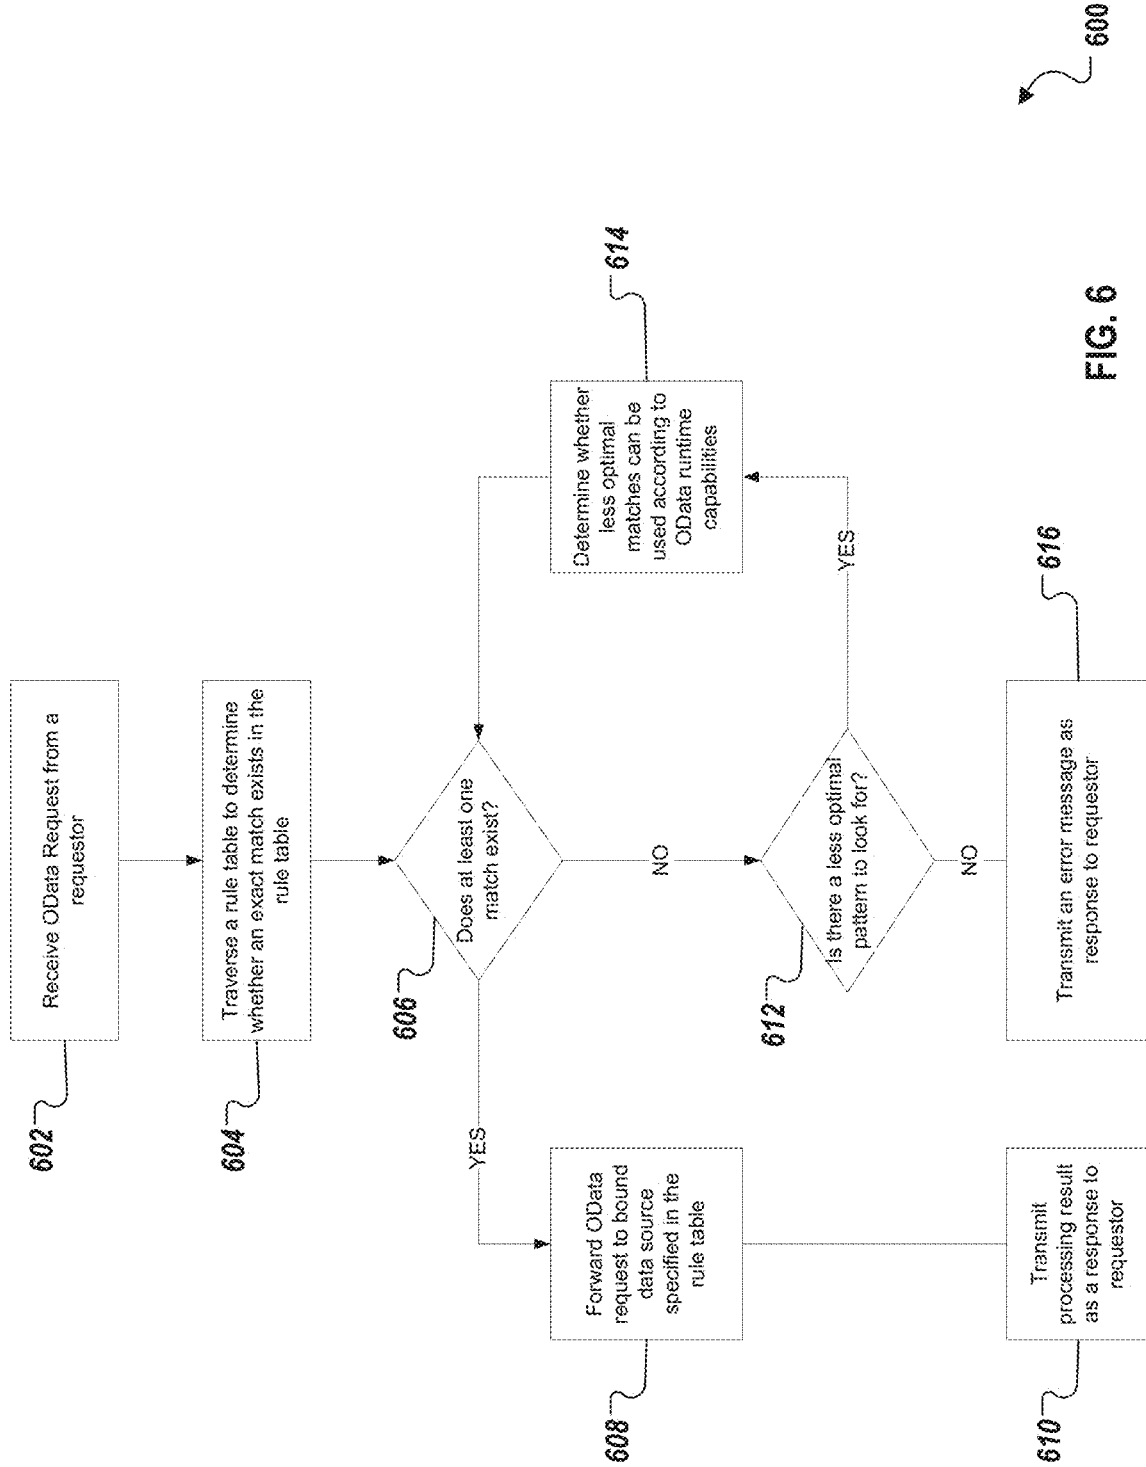 602
Receive OData Request from a
requestor
604
Traverse a rule table to determine
whether an exact match exists in the
rule table
606
Does at least one
match exist?
YES
NO
608
Forward OData
request to bound
data source
specified in the
rule table
614
Determine whether
less optimal
matches can be
used according to
OData runtime
capabilities
612
Is there a less optimal
pattern to look for?
YES
NO
610
Transmit
processing result
as a response to
requestor
616
Transmit an error message as
response to requestor
FIG. 6
600